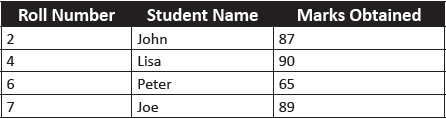 Roll Number Student Name Marks Obtained
2 John 87
4 Lisa 90
6 Peter 65
7 Joe 89